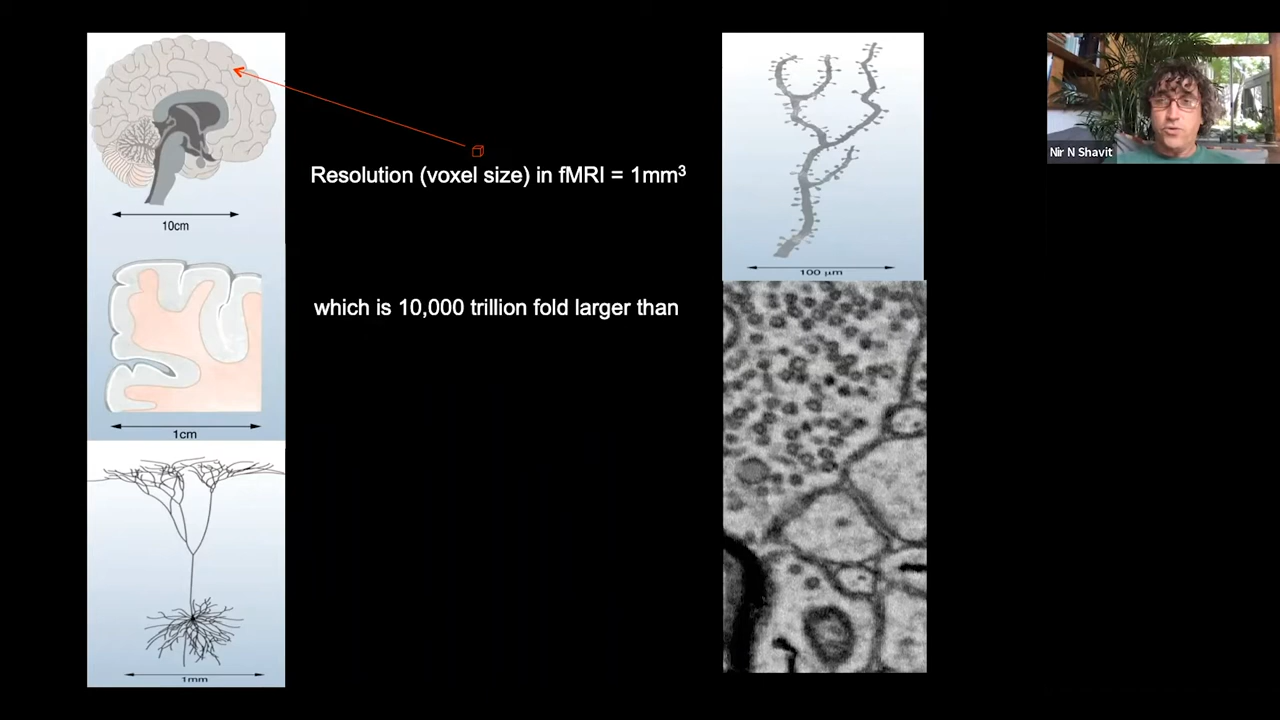 10cm
Resolution (voxel size) in fMRI = 1mm³
which is 10,000 trillion fold larger than
1cm
1mm
100 μm
Nir N Shavit